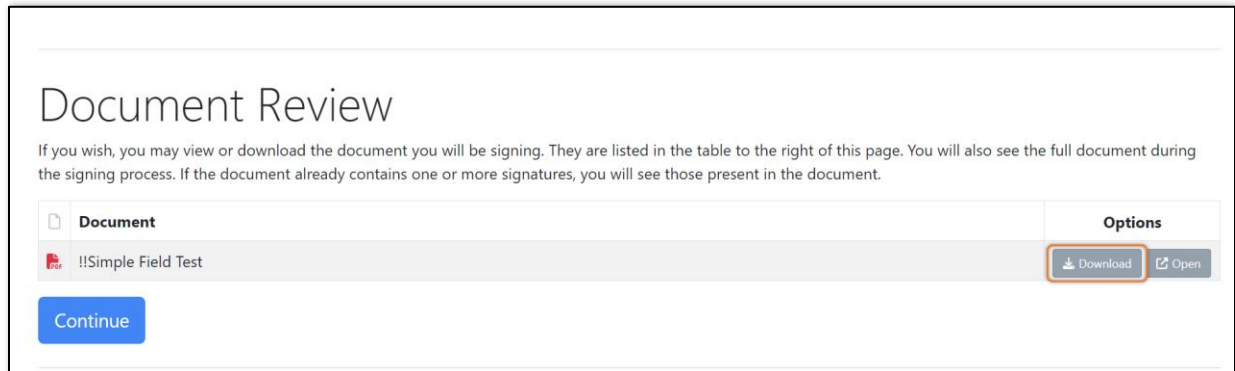 Document Review
If you wish, you may view or download the document you will be signing. They are listed in the table to the right of this page. You will also see the full document during
the signing process. If the document already contains one or more signatures, you will see those present in the document.
Document Options
PDF !!Simple Field Test Download Open
Continue